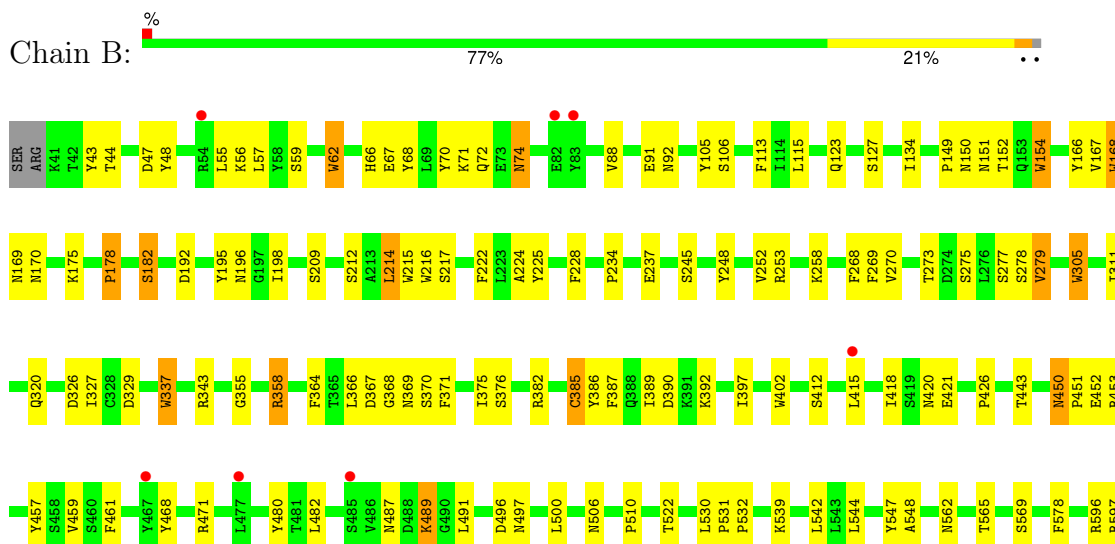 %
Chain B:
77% 21% • •
SER ARG K41 T42 Y43 T44 D47 Y48 R54 L55 K56 L57 Y58 S59 W62 H66 E67 Y68 L69 Y70 K71 Q72 E73 N74 E82 Y83 V88 E91 N92 Y105 S106 F113 I114 L115 Q123 S127 I134 P149 N150 N151 T152 Q153 W154 Y166 V167 W168
N169 N170 K175 P178 S182 D192 Y195 N196 G197 I198 S209 S212 A213 L214 W215 W216 S217 F222 L223 A224 Y225 F228 P234 E237 S245 Y248 V252 R253 K258 F268 F269 V270 T273 D274 S275 L276 S277 S278 V279 W305 I311
Q320 D326 I327 C328 D329 W337 R343 G355 R358 F364 T365 L366 D367 G368 N369 S370 F371 I375 S376 R382 C385 Y386 F387 Q388 I389 D390 K391 K392 I397 W402 S412 L415 I418 S419 N420 E421 P426 T443 N450 P451 E452
Y457 S458 V459 S460 F461 Y467 Y468 R471 L477 Y480 T481 L482 S485 V486 N487 D488 K489 G490 L491 D496 N497 L500 N506 P510 T522 L530 P531 P532 K539 L542 L543 L544 Y547 A548 N562 T565 S569 F578 R596